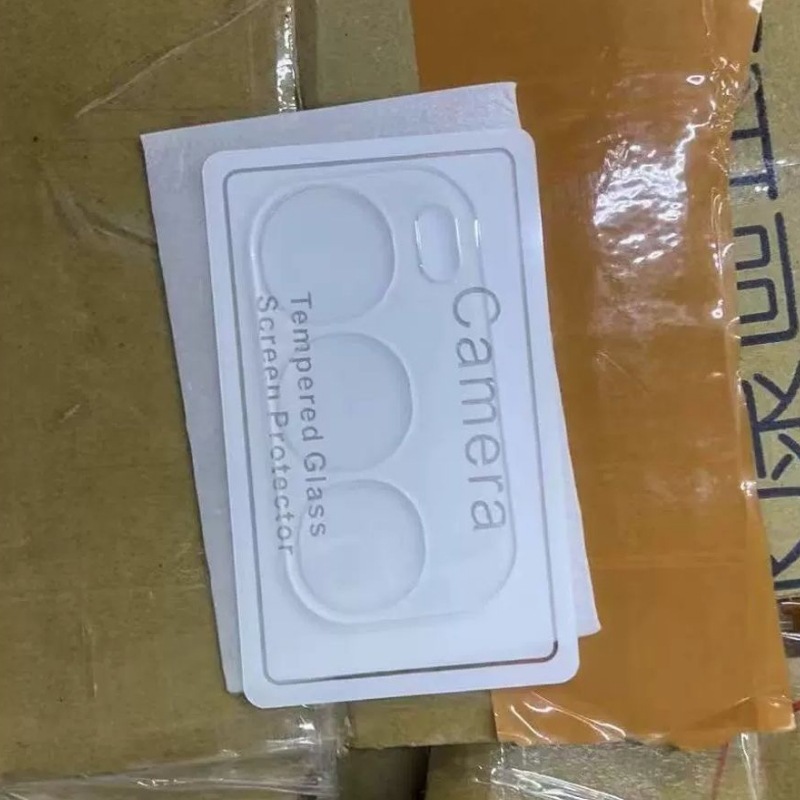 Camera
Tempered Glass
Screen Protector